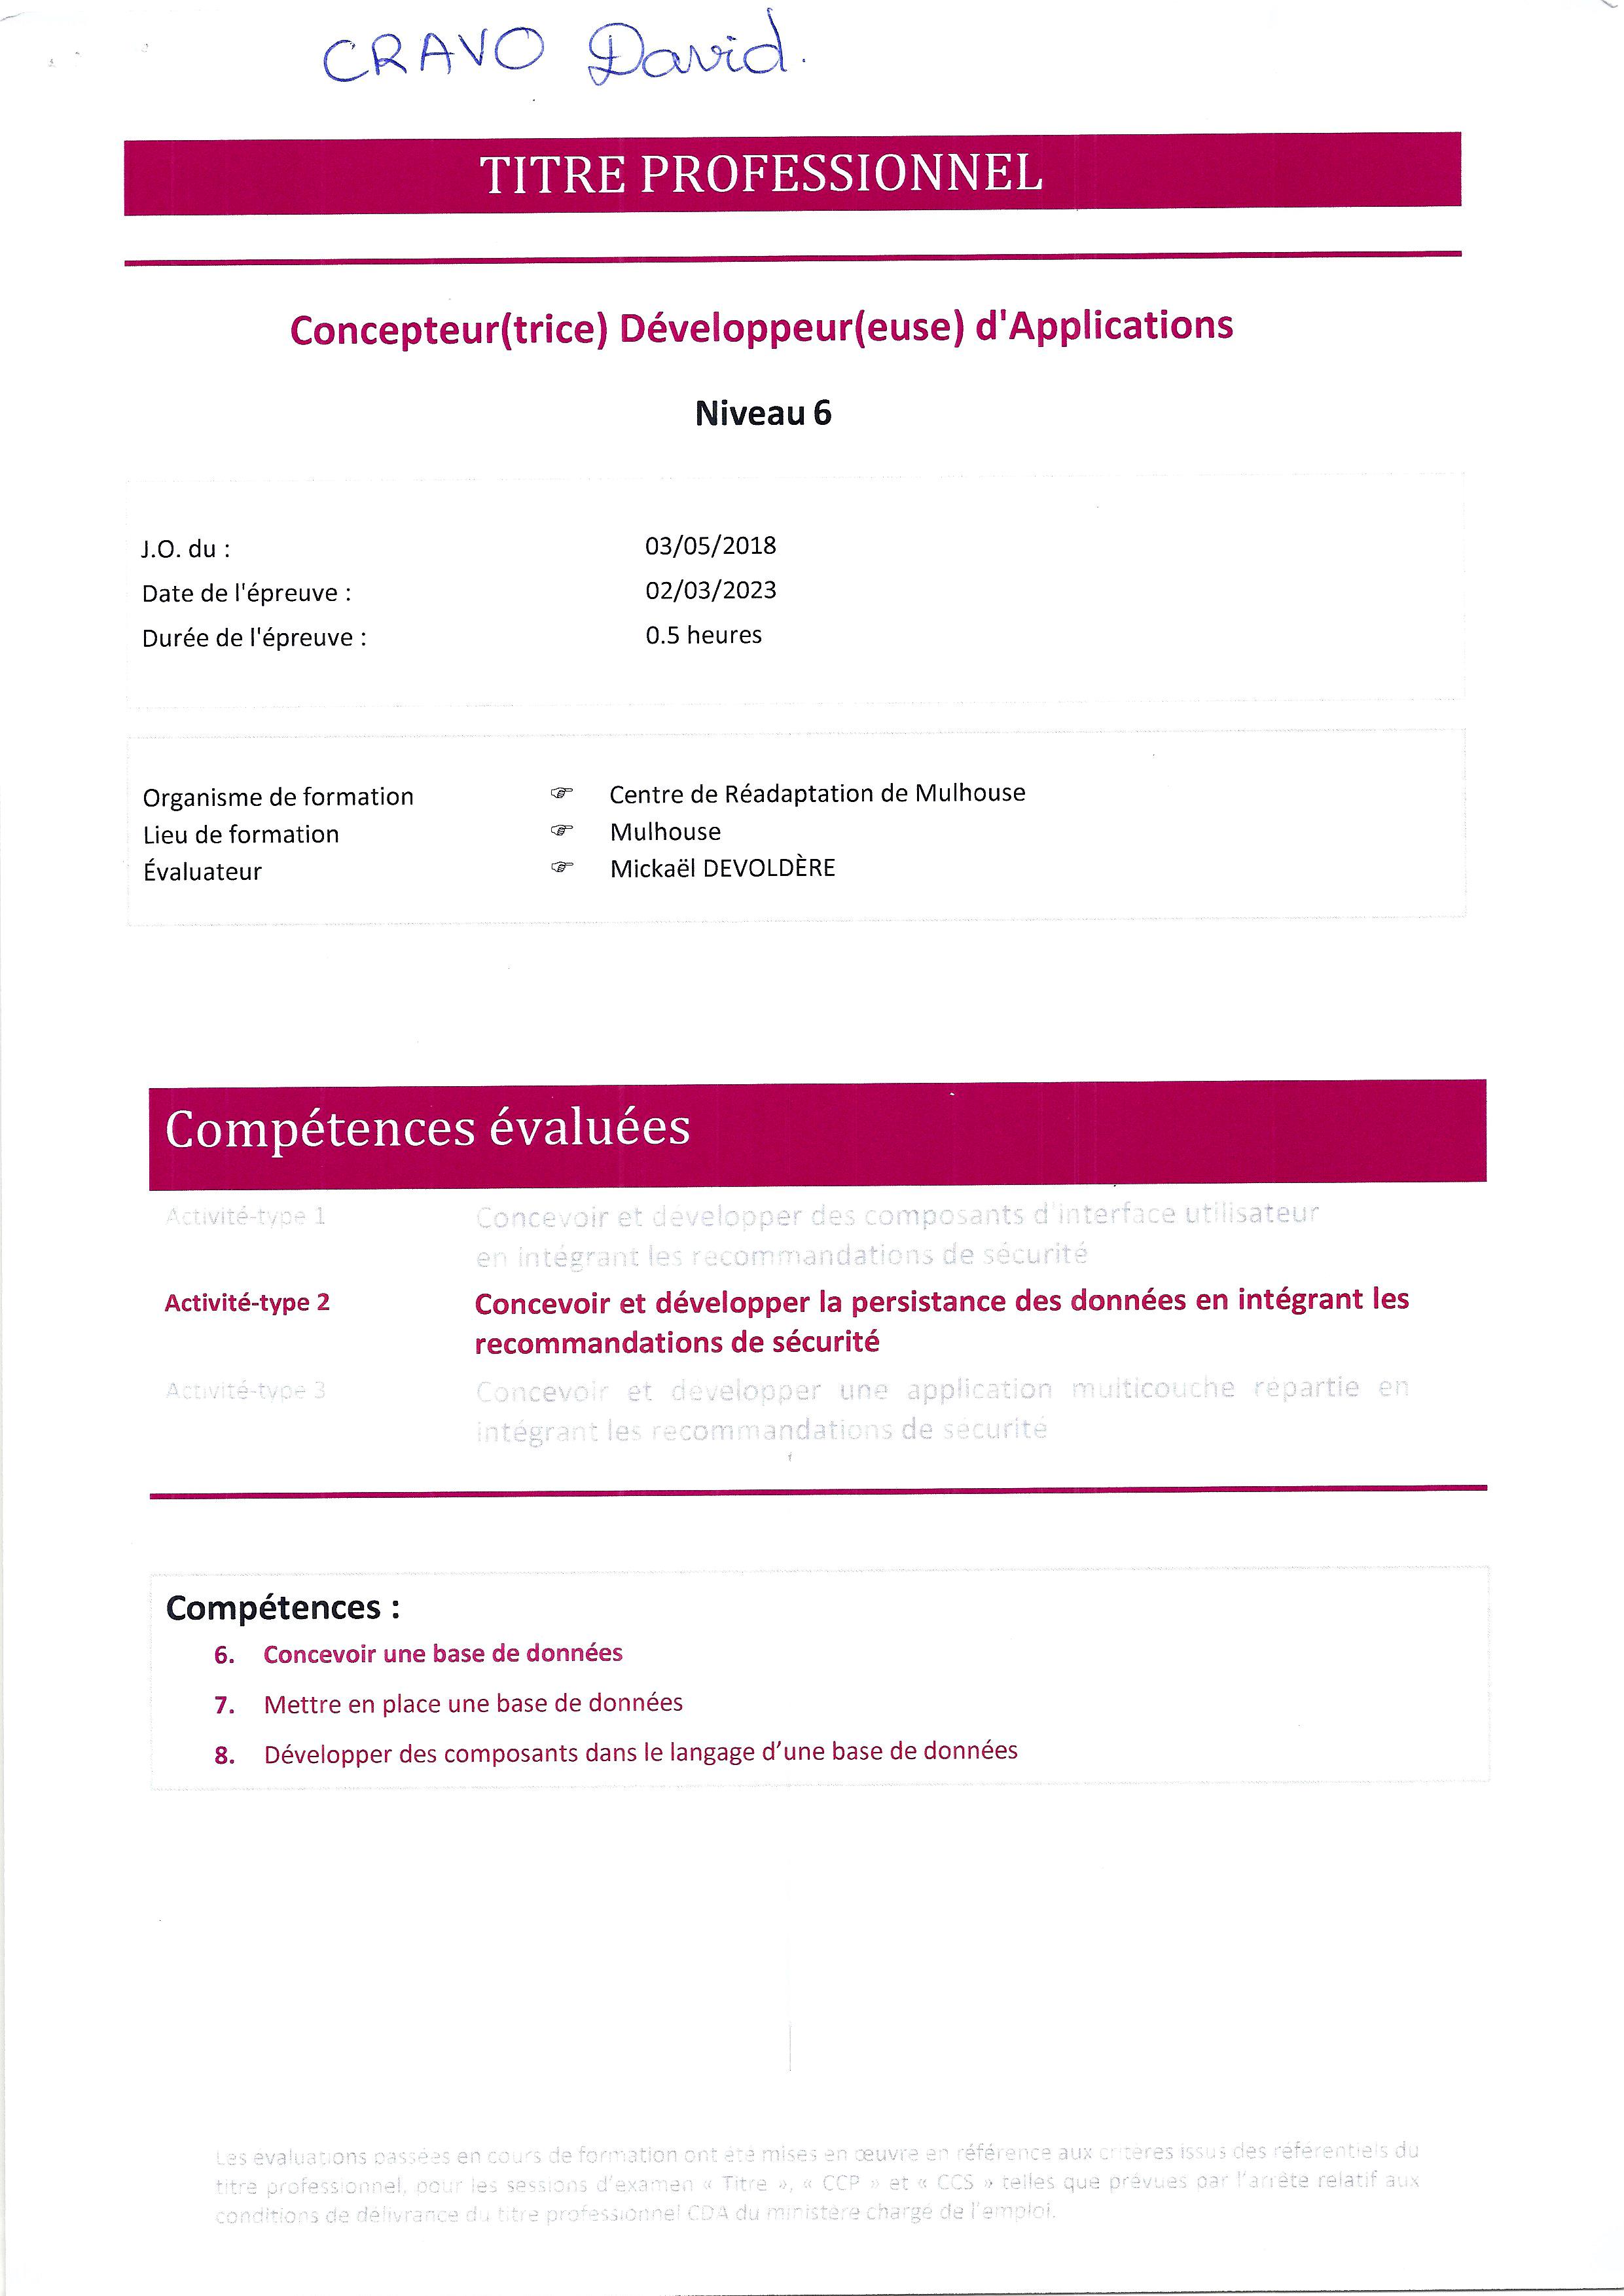 CRAVO David.
TITRE PROFESSIONNEL
Concepteur(trice) Développeur(euse) d'Applications
Niveau 6
J.O. du : 03/05/2018
Date de l'épreuve : 02/03/2023
Durée de l'épreuve : 0.5 heures
Organisme de formation ☞ Centre de Réadaptation de Mulhouse
Lieu de formation ☞ Mulhouse
Évaluateur ☞ Mickaël DEVOLDÈRE
Compétences évaluées
Activité-type 1 Concevoir et développer des composants d'interface utilisateur
en intégrant les recommandations de sécurité
Activité-type 2 Concevoir et développer la persistance des données en intégrant les
recommandations de sécurité
Activité-type 3 Concevoir et développer une application multicouche répartie en
intégrant les recommandations de sécurité
Compétences :
6. Concevoir une base de données
7. Mettre en place une base de données
8. Développer des composants dans le langage d’une base de données
Les évaluations passées en cours de formation ont été mises en œuvre en référence aux critères issus des référentiels du
titre professionnel, pour les sessions d’examen « Titre », « CCP » et « CCS » telles que prévues par l’arrêté relatif aux
conditions de délivrance du titre professionnel CDA du ministère chargé de l’emploi.